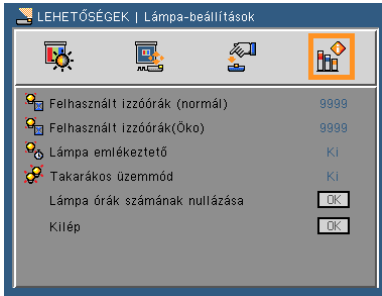 LEHETŐSÉGEK | Lámpa-beállítások
Felhasznált izzóórák (normál) 9999
Felhasznált izzóórák(Öko) 9999
Lámpa emlékeztető Ki
Takarákos üzemmód Ki
Lámpa órák számának nullázása OK
Kilép OK